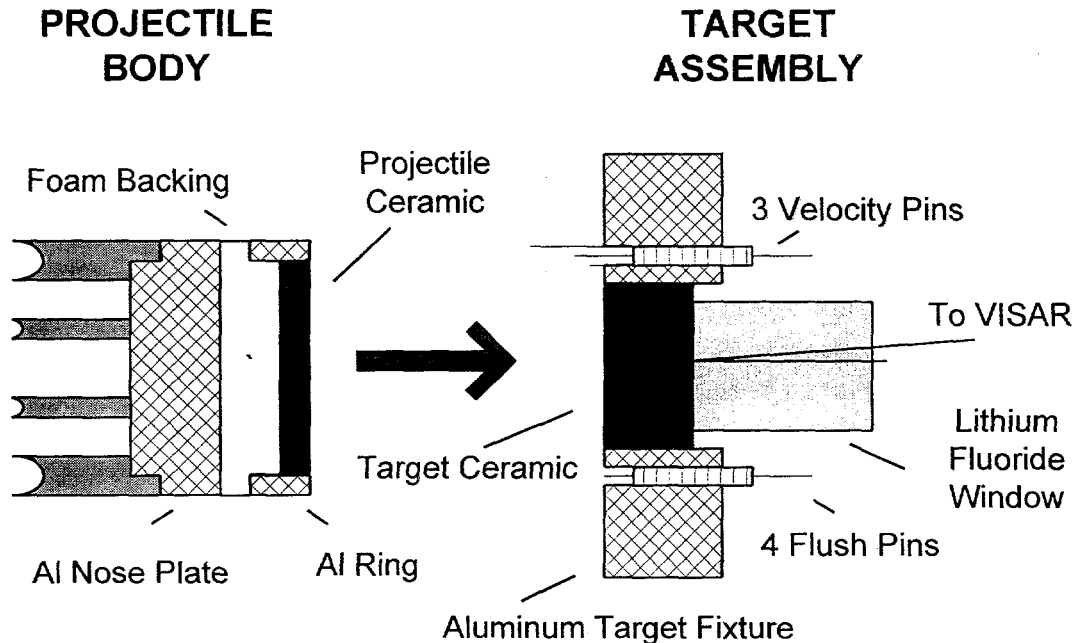 PROJECTILE
BODY
TARGET
ASSEMBLY
Foam Backing
Projectile
Ceramic
3 Velocity Pins
To VISAR
Target Ceramic
Lithium
Fluoride
Window
4 Flush Pins
Al Nose Plate
Al Ring
Aluminum Target Fixture